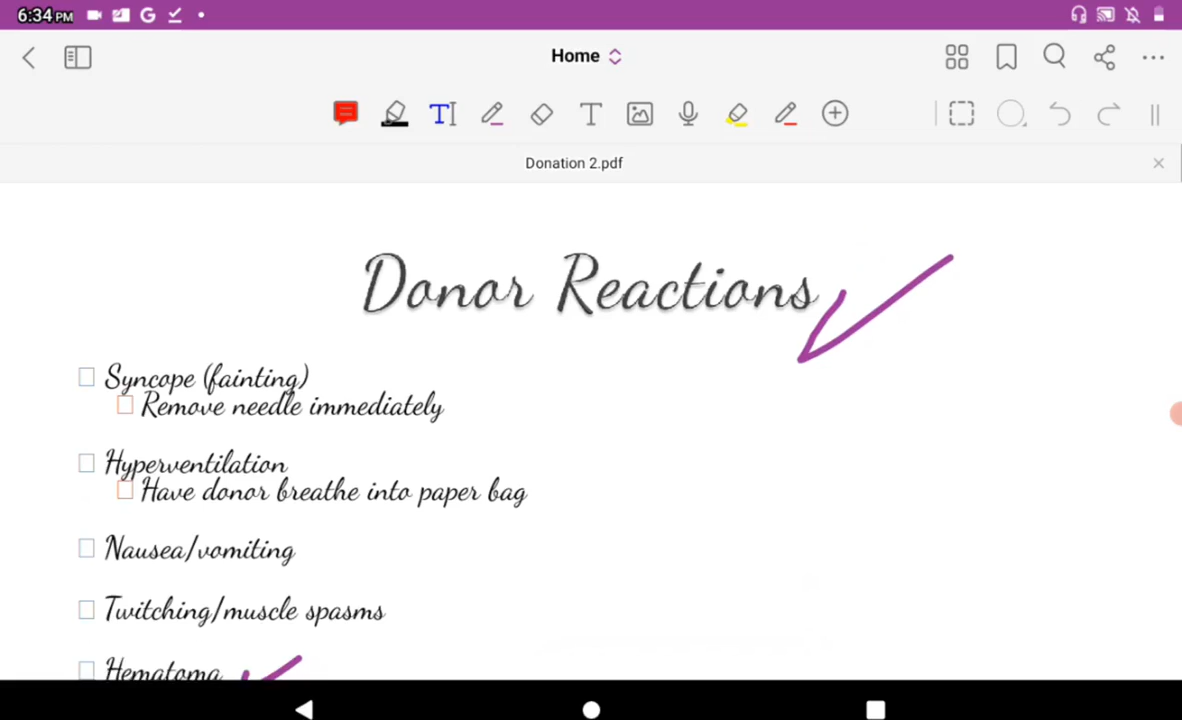 6:34 PM
Home
Donation 2.pdf
Donor Reactions
Syncope (fainting)
Remove needle immediately
Hyperventilation
Have donor breathe into paper bag
Nausea/vomiting
Twitching/muscle spasms
Hematoma